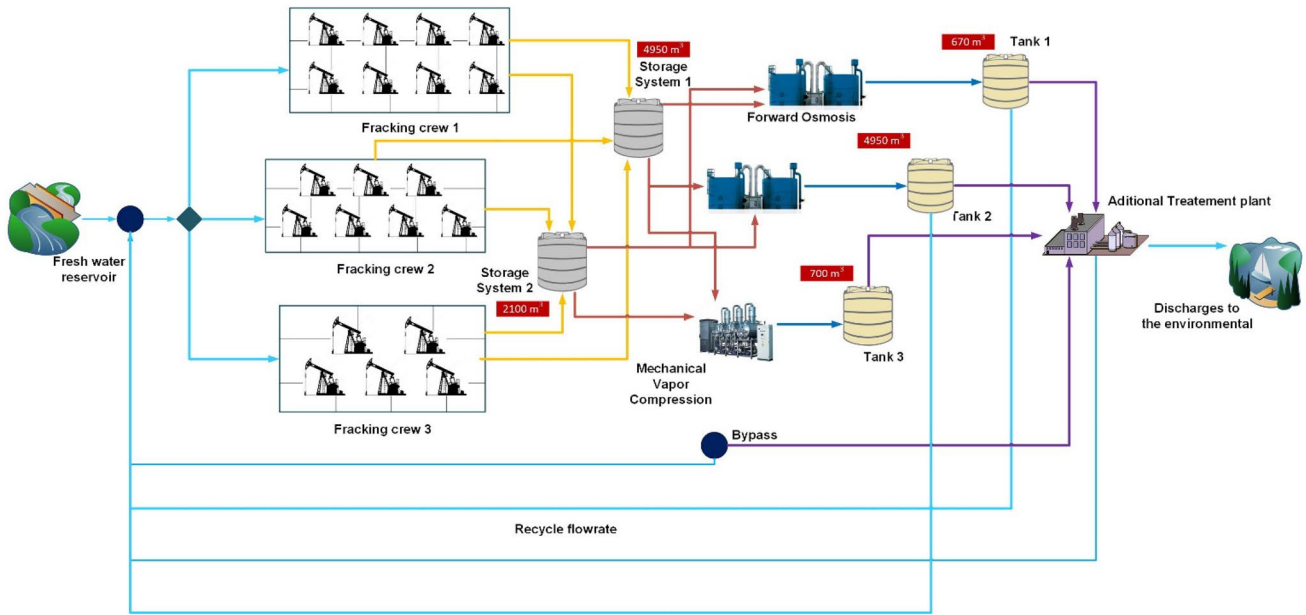 4950 m³
Storage
System 1
670 m³
Tank 1
Fracking crew 1
Forward Osmosis
4950 m³
Tank 2
Aditional Treatement plant
Fresh water
reservoir
Fracking crew 2
Storage
System 2
2100 m³
700 m³
Tank 3
Discharges to
the environmental
Mechanical
Vapor
Compression
Fracking crew 3
Bypass
Recycle flowrate